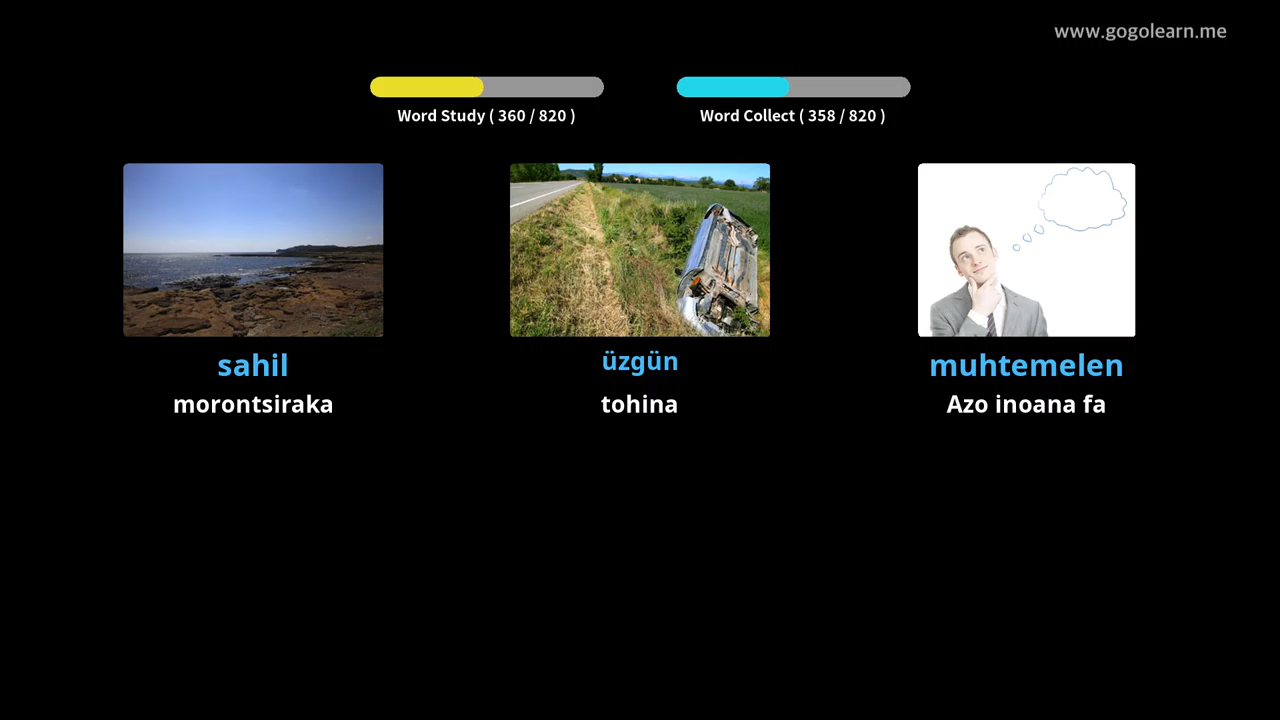 www.gogolearn.me
Word Study ( 360 / 820 )
Word Collect ( 358 / 820 )
sahil
morontsiraka
üzgün
tohina
muhtemelen
Azo inoana fa